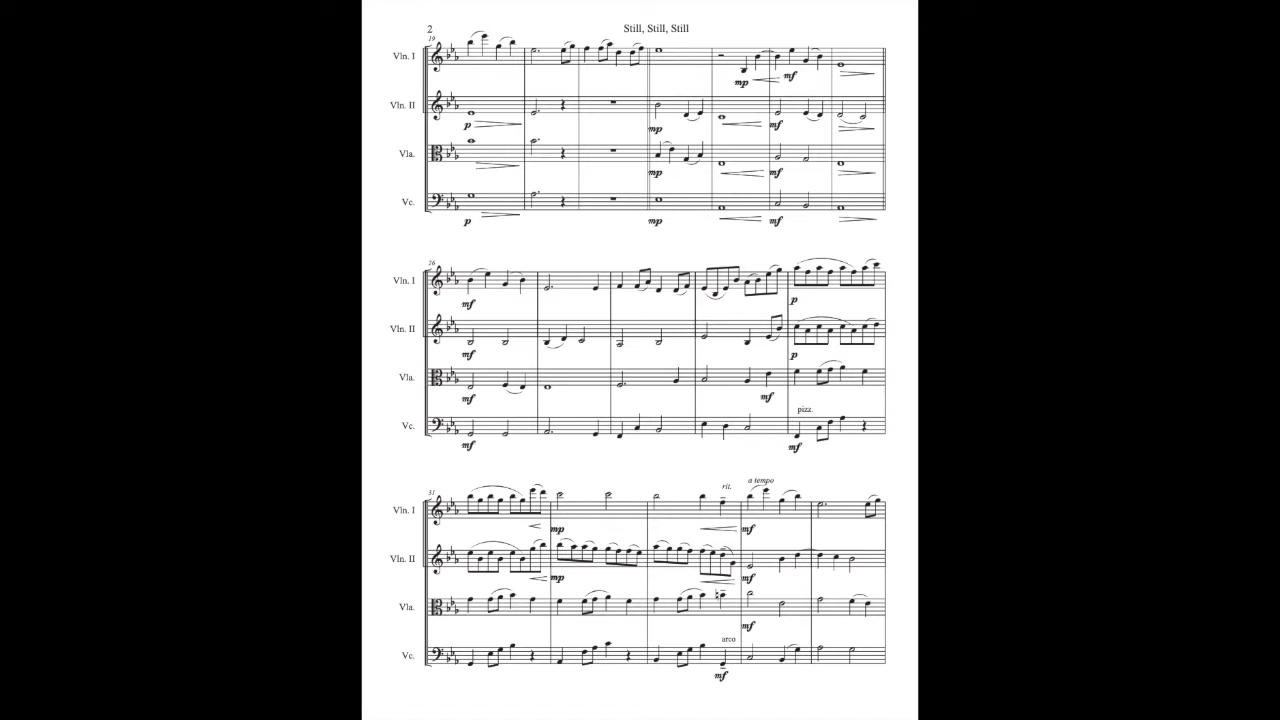 2
Still, Still, Still
19
Vln. I
mp
mf
Vln. II
p
mp
mf
Vla.
mp
mf
Vc.
p
mp
mf
26
Vln. I
mf
p
Vln. II
mf
p
Vla.
mf
mf
pizz.
Vc.
mf
mf
31
rit.
a tempo
Vln. I
mp
mf
Vln. II
mp
mf
Vla.
mf
arco
Vc.
mf